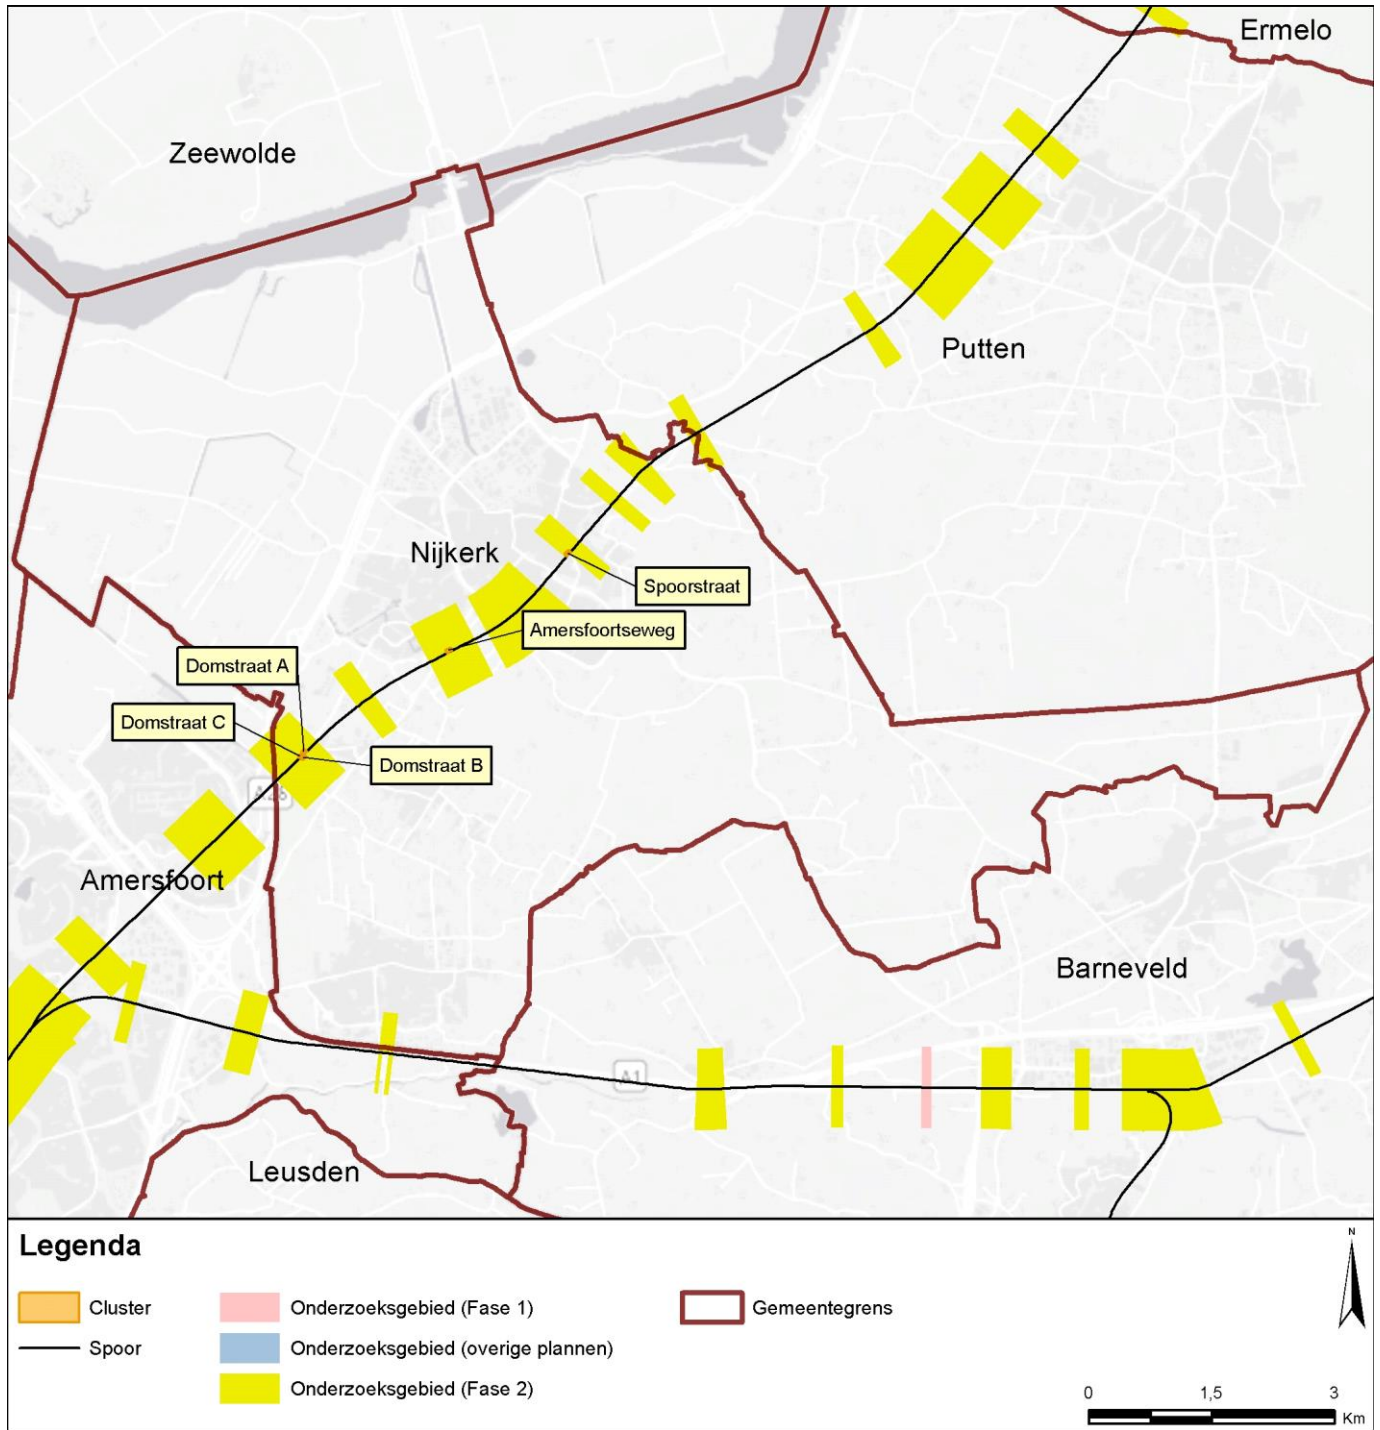 Ermelo
Zeewolde
Putten
Nijkerk
Spoorstraat
Amersfoortseweg
Domstraat A
Domstraat C
Domstraat B
A28
Amersfoort
Barneveld
A1
Leusden
Legenda
Cluster
Spoor
Onderzoeksgebied (Fase 1)
Onderzoeksgebied (overige plannen)
Onderzoeksgebied (Fase 2)
Gemeentegrens
N
0 1,5 3
Km